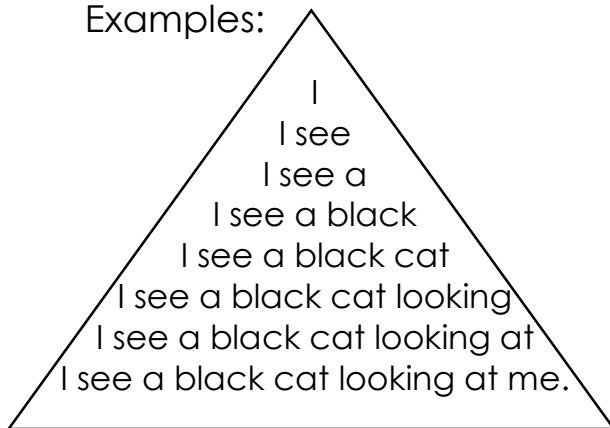 Examples:
I
I see
I see a
I see a black
I see a black cat
I see a black cat looking
I see a black cat looking at
I see a black cat looking at me.